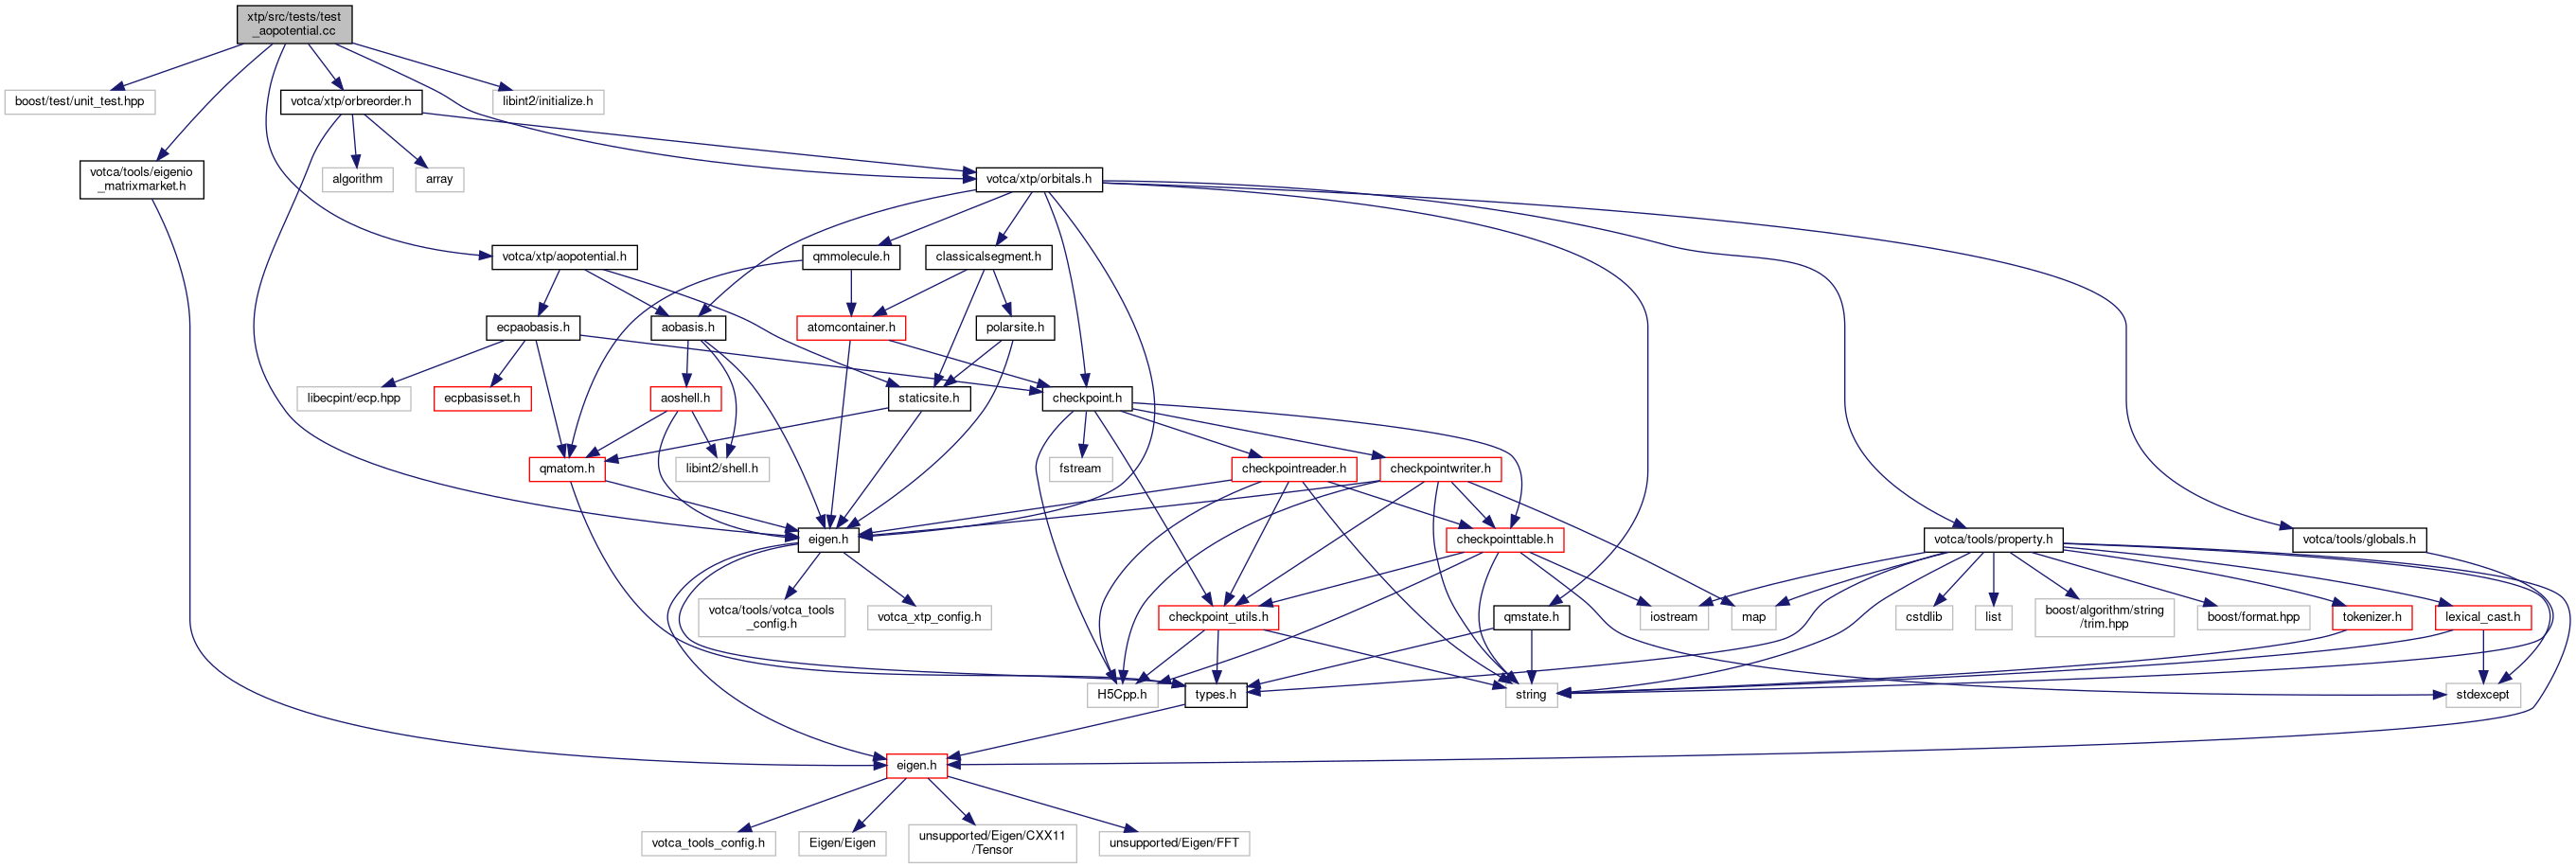 xtp/src/tests/test
_aopotential.cc
boost/test/unit_test.hpp
votca/xtp/orbreorder.h
libint2/initialize.h
votca/tools/eigenio
_matrixmarket.h
algorithm
array
votca/xtp/orbitals.h
votca/xtp/aopotential.h
qmmolecule.h
classicalsegment.h
ecpaobasis.h
aobasis.h
atomcontainer.h
polarsite.h
libecpint/ecp.hpp
ecpbasisset.h
aoshell.h
staticsite.h
checkpoint.h
qmatom.h
libint2/shell.h
fstream
checkpointreader.h
checkpointwriter.h
eigen.h
checkpointtable.h
votca/tools/property.h
votca/tools/globals.h
votca/tools/votca_tools
_config.h
votca_xtp_config.h
checkpoint_utils.h
qmstate.h
iostream
map
cstdlib
list
boost/algorithm/string
/trim.hpp
boost/format.hpp
tokenizer.h
lexical_cast.h
H5Cpp.h
types.h
string
stdexcept
eigen.h
votca_tools_config.h
Eigen/Eigen
unsupported/Eigen/CXX11
/Tensor
unsupported/Eigen/FFT